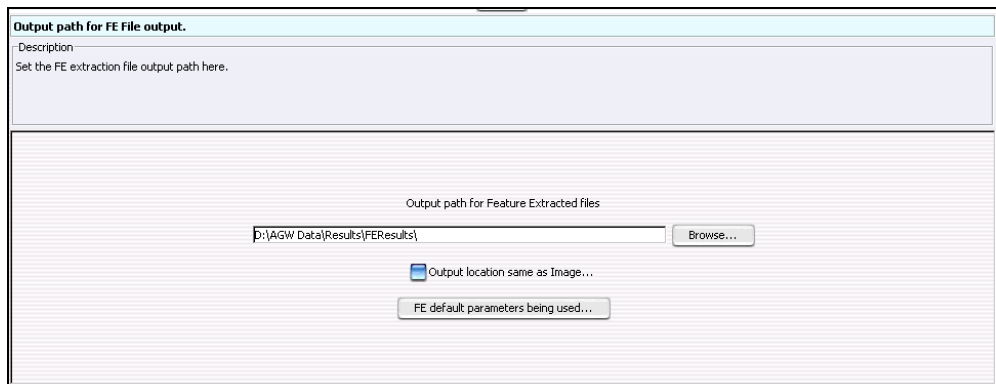 Output path for FE File output.
Description
Set the FE extraction file output path here.
Output path for Feature Extracted files
D:\AGW Data\Results\FEResults\
Browse...
Output location same as Image...
FE default parameters being used...